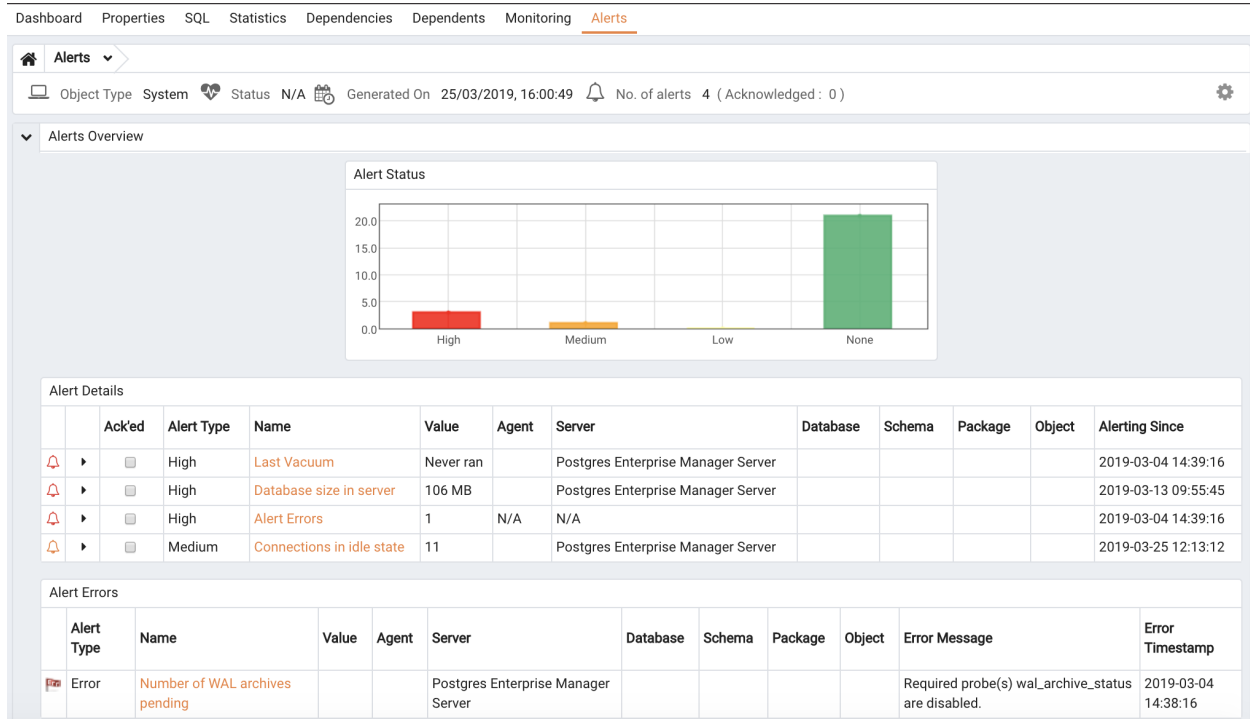 Dashboard Properties SQL Statistics Dependencies Dependents Monitoring Alerts
Alerts
Object Type System Status N/A Generated On 25/03/2019, 16:00:49 No. of alerts 4 ( Acknowledged : 0 )
Alerts Overview
Alert Status
20.0
15.0
10.0
5.0
0.0
High Medium Low None
Alert Details
Ack'ed Alert Type Name Value Agent Server Database Schema Package Object Alerting Since
High Last Vacuum Never ran Postgres Enterprise Manager Server 2019-03-04 14:39:16
High Database size in server 106 MB Postgres Enterprise Manager Server 2019-03-13 09:55:45
High Alert Errors 1 N/A N/A 2019-03-04 14:39:16
Medium Connections in idle state 11 Postgres Enterprise Manager Server 2019-03-25 12:13:12
Alert Errors
Alert Type Name Value Agent Server Database Schema Package Object Error Message Error Timestamp
Error Number of WAL archives pending Postgres Enterprise Manager Server Required probe(s) wal_archive_status are disabled. 2019-03-04 14:38:16